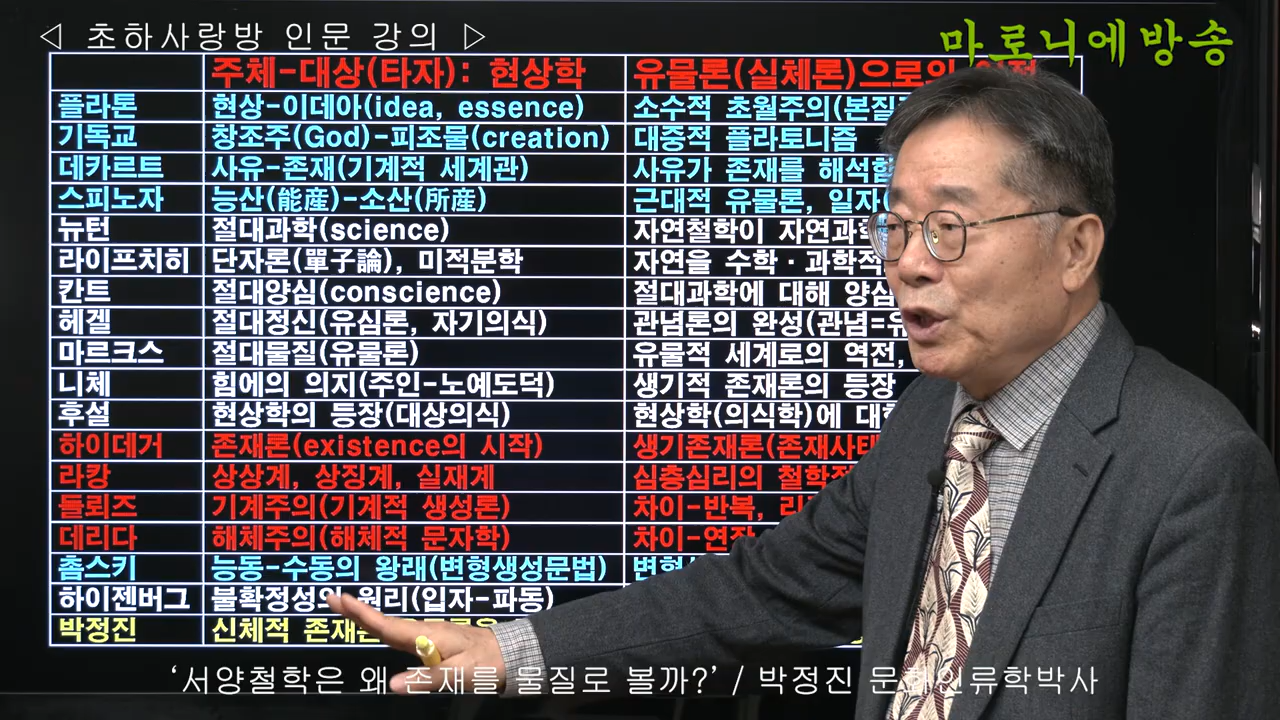 ◁ 초하사랑방 인문 강의 ▷
마로니에방송
주체-대상(타자): 현상학 유물론(실체론)으로의
플라톤 현상-이데아(idea, essence) 소수적 초월주의(본질
기독교 창조주(God)-피조물(creation) 대중적 플라토니즘
데카르트 사유-존재(기계적 세계관) 사유가 존재를 해석함
스피노자 능산(能産)-소산(所産) 근대적 유물론, 일자(
뉴턴 절대과학(science) 자연철학이 자연과학
라이프치히 단자론(單子論), 미적분학 자연을 수학·과학적
칸트 절대양심(conscience) 절대과학에 대해 양심
헤겔 절대정신(유심론, 자기의식) 관념론의 완성(관념=유
마르크스 절대물질(유물론) 유물적 세계로의 역전,
니체 힘에의 의지(주인-노예도덕) 생기적 존재론의 등장
후설 현상학의 등장(대상의식) 현상학(의식학)에 대한
하이데거 존재론(existence의 시작) 생기존재론(존재사태
라캉 상상계, 상징계, 실재계 심층심리의 철학적
들뢰즈 기계주의(기계적 생성론) 차이-반복,
데리다 해체주의(해체적 문자학) 차이-연장
촘스키 능동-수동의 왕래(변형생성문법)
하이젠버그 불확정성의 원리(입자-파동)
박정진 신체적 존재론
‘서양철학은 왜 존재를 물질로 볼까?’ / 박정진 문화인류학박사